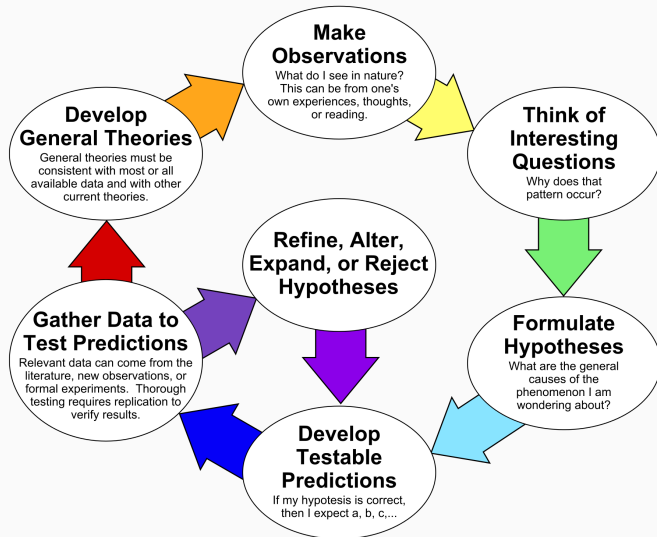 Make
Observations
What do I see in nature?
This can be from one's
own experiences, thoughts,
or reading.
Think of
Interesting
Questions
Why does that
pattern occur?
Formulate
Hypotheses
What are the general
causes of the
phenomenon I am
wondering about?
Develop
Testable
Predictions
If my hypotesis is correct,
then I expect a, b, c,...
Gather Data to
Test Predictions
Relevant data can come from the
literature, new observations, or
formal experiments. Thorough
testing requires replication to
verify results.
Refine, Alter,
Expand, or Reject
Hypotheses
Develop
General Theories
General theories must be
consistent with most or all
available data and with other
current theories.